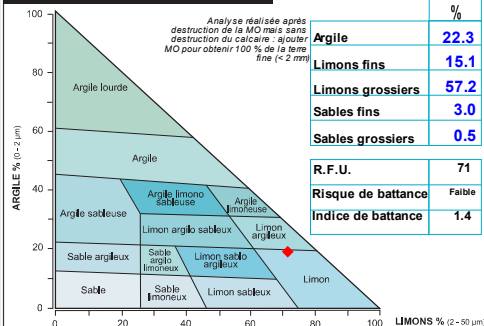 Analyse réalisée après
destruction de la MO mais sans
destruction du calcaire : ajouter
MO pour obtenir 100 % de la terre
fine (< 2 mm)
%
Argile 22.3
Limons fins 15.1
Limons grossiers 57.2
Sables fins 3.0
Sables grossiers 0.5
R.F.U. 71
Risque de battance Faible
Indice de battance 1.4
ARGILE % (0 - 2 µm)
100
80
60
40
20
0
Argile lourde
Argile
Argile sableuse
Argile limono
sableuse
Argile
limoneuse
Limon argilo sableux
Limon
argileux
Sable argileux
Sable
argilo
limoneux
Limon sablo
argileux
Limon
Sable
Sable
limoneux
Limon sableux
0 20 40 60 80 100
LIMONS % (2 - 50 µm)